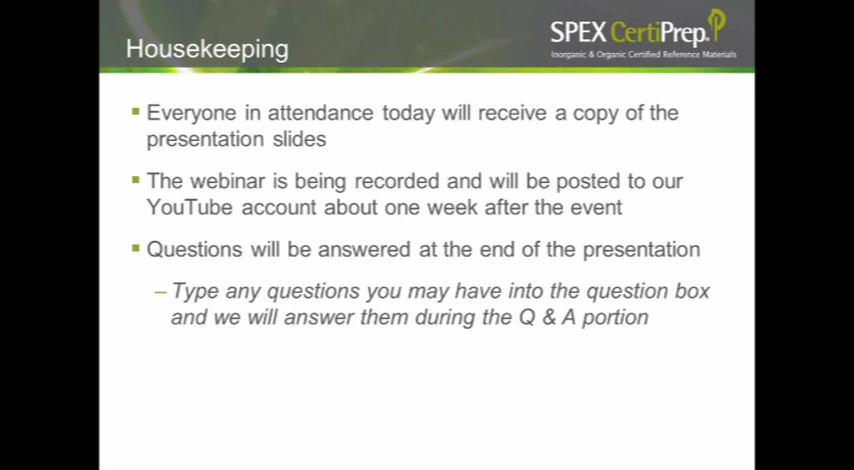 Housekeeping
SPEX CertiPrep.
Inorganic & Organic Certified Reference Materials
Everyone in attendance today will receive a copy of the
presentation slides
The webinar is being recorded and will be posted to our
YouTube account about one week after the event
Questions will be answered at the end of the presentation
– Type any questions you may have into the question box
and we will answer them during the Q & A portion